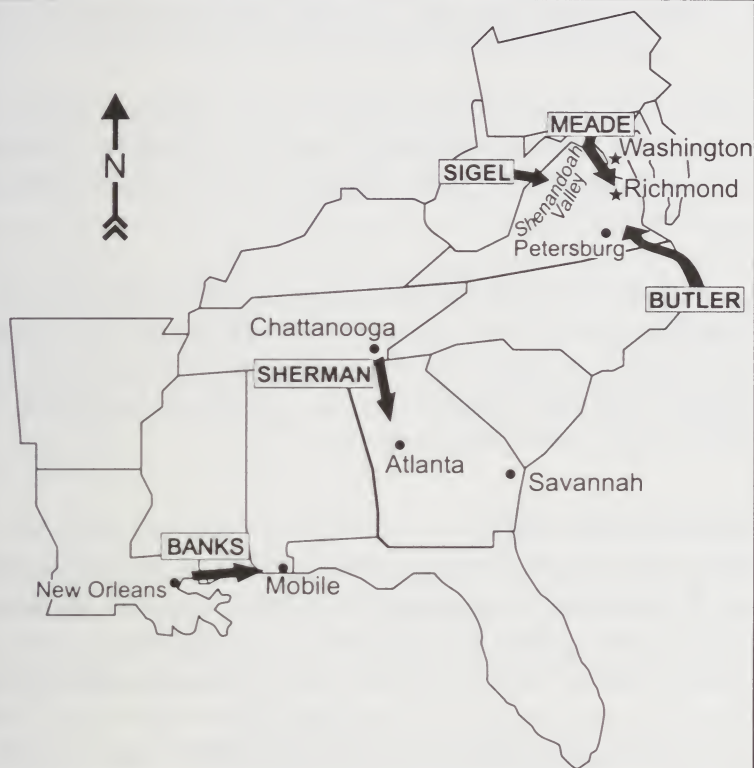 MEADE
Washington
SIGEL
Shenandoah
Valley
Richmond
N
Petersburg
BUTLER
Chattanooga
SHERMAN
Atlanta
Savannah
BANKS
New Orleans
Mobile